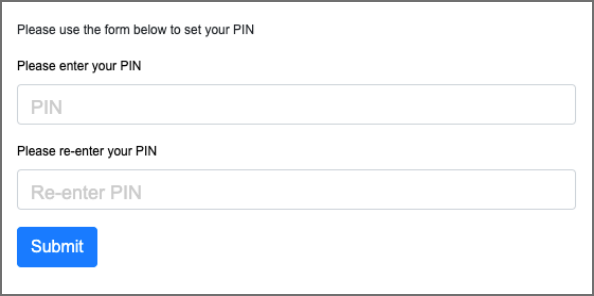 Please use the form below to set your PIN
Please enter your PIN
PIN
Please re-enter your PIN
Re-enter PIN
Submit